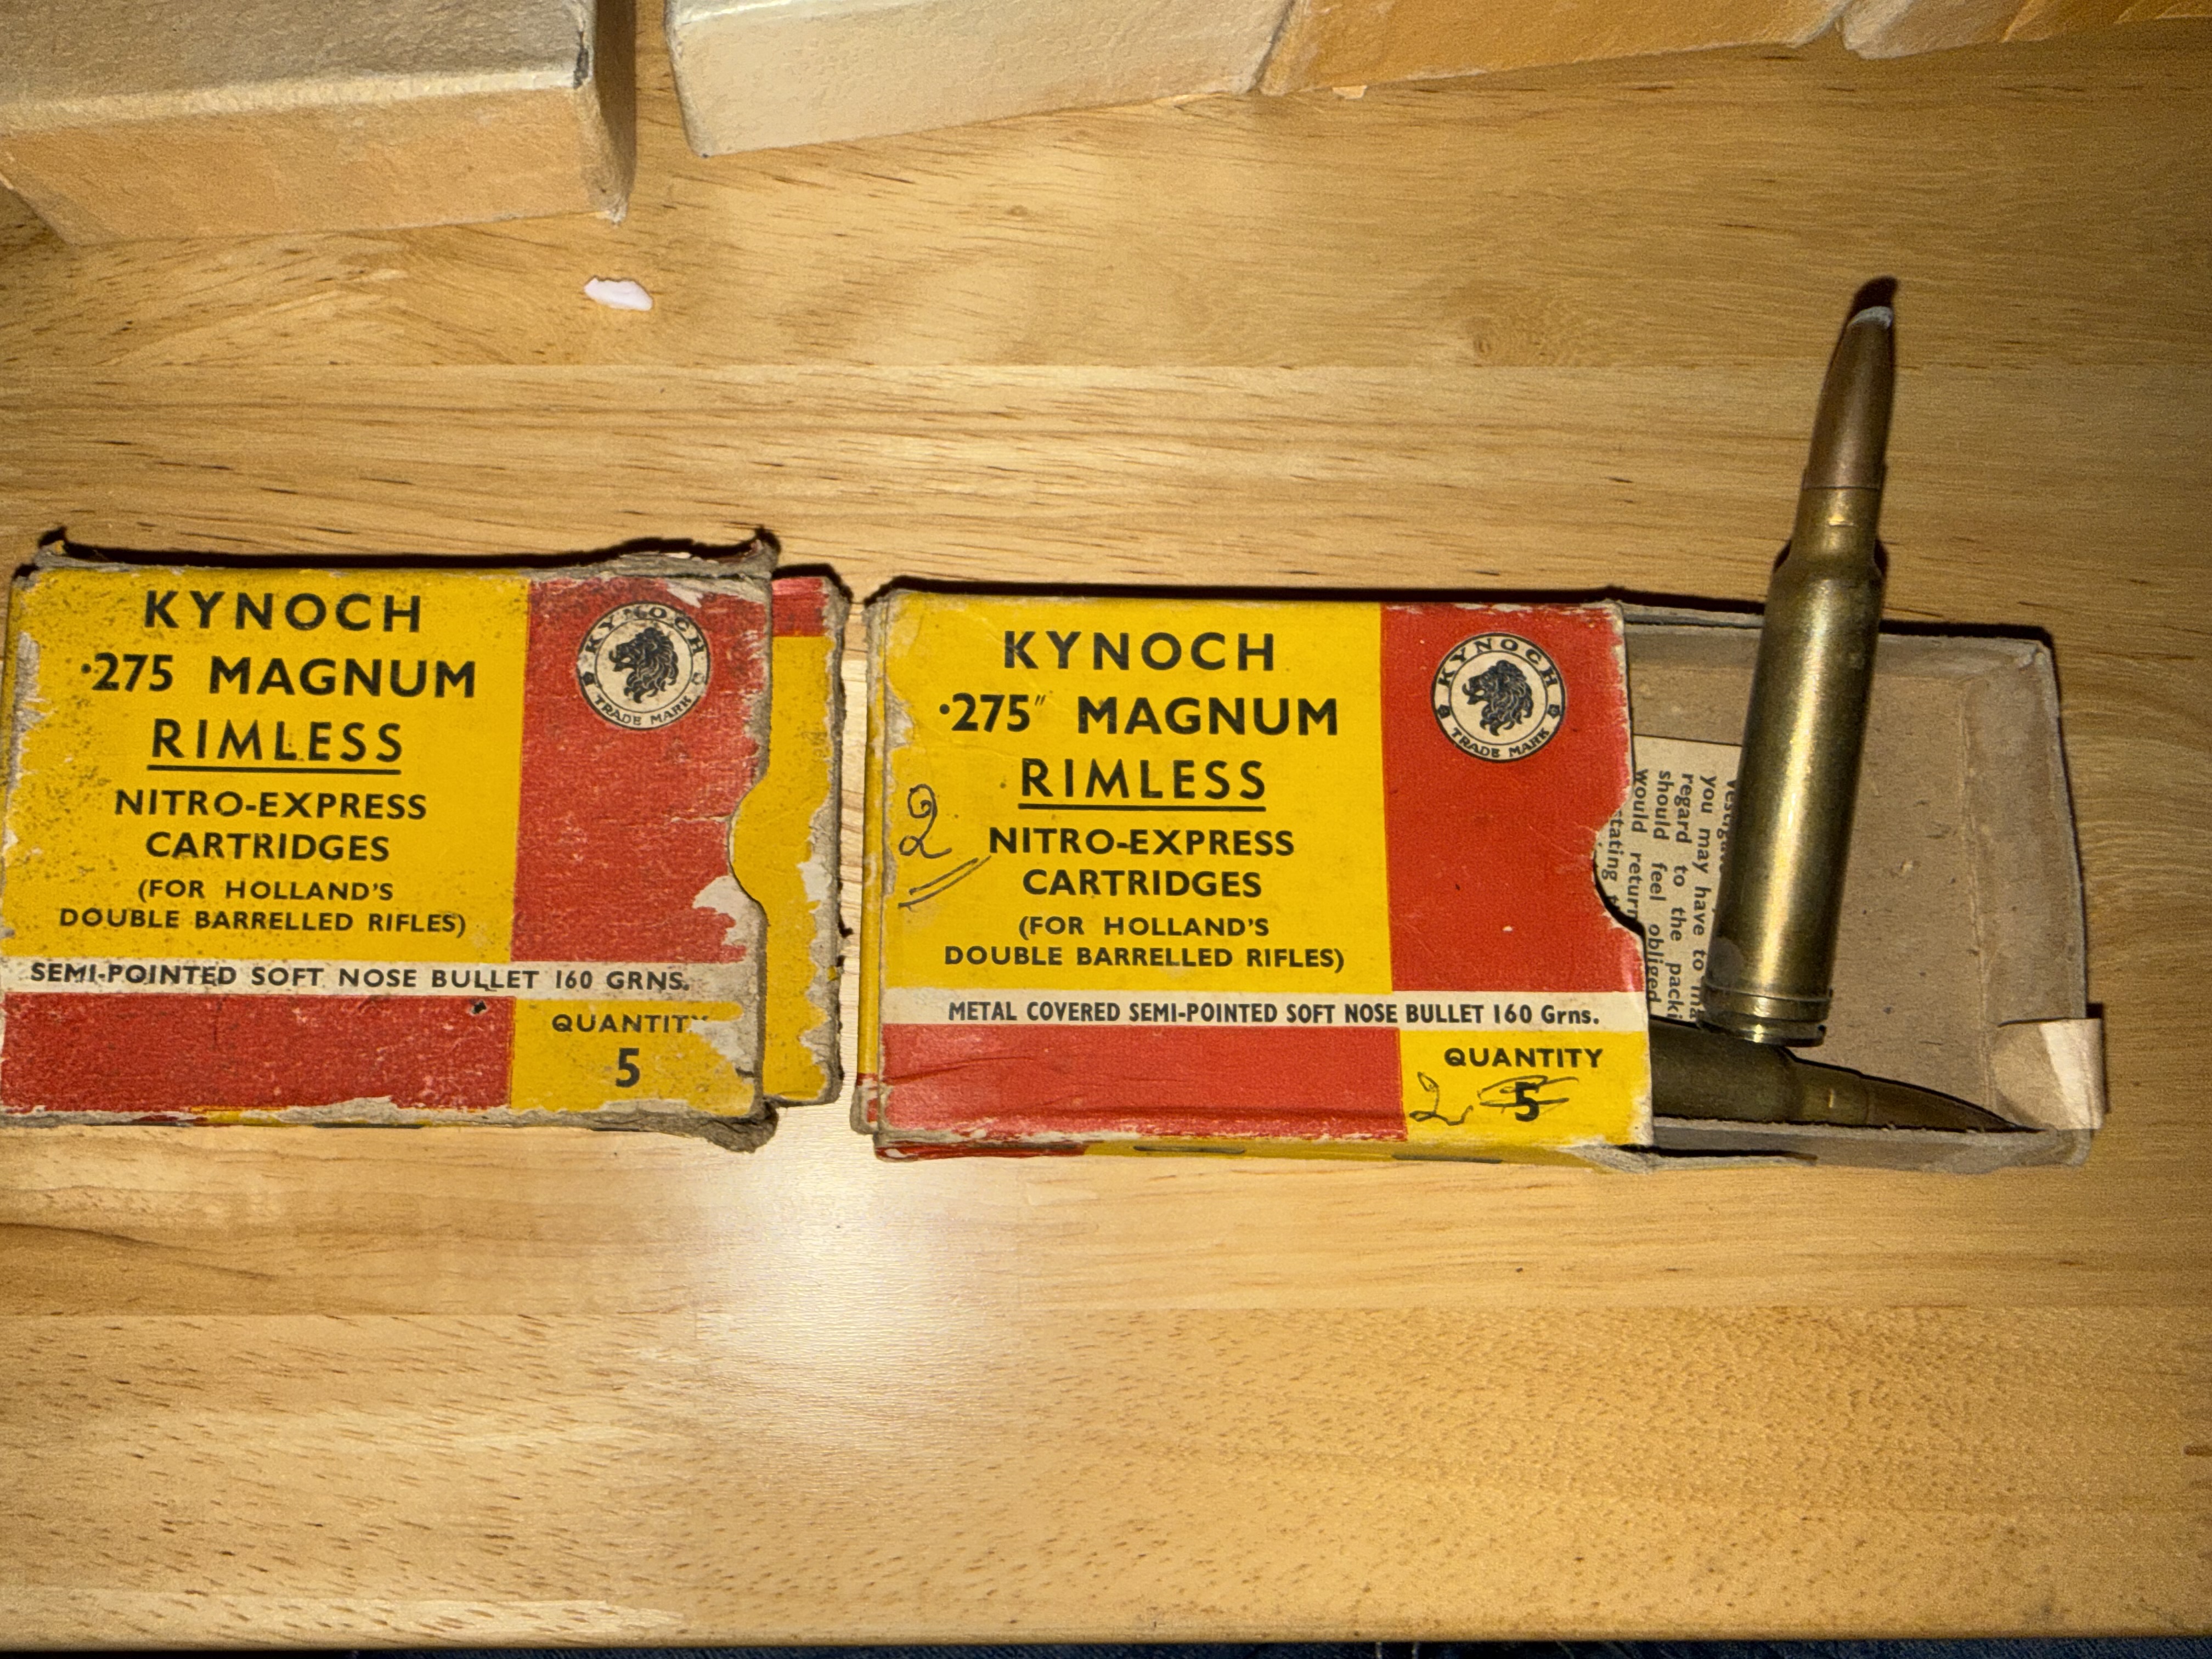 KYNOCH
·275 MAGNUM
RIMLESS
NITRO-EXPRESS
CARTRIDGES
(FOR HOLLAND'S
DOUBLE BARRELLED RIFLES)
SEMI-POINTED SOFT NOSE BULLET 160 GRNS.
QUANTITY
5
KYNOCH
TRADE MARK
KYNOCH
·275" MAGNUM
RIMLESS
2
NITRO-EXPRESS
CARTRIDGES
(FOR HOLLAND'S
DOUBLE BARRELLED RIFLES)
METAL COVERED SEMI-POINTED SOFT NOSE BULLET 160 Grns.
QUANTITY
2 5
KYNOCH
TRADE MARK
you may have to
regard to the
should feel obliged
would return